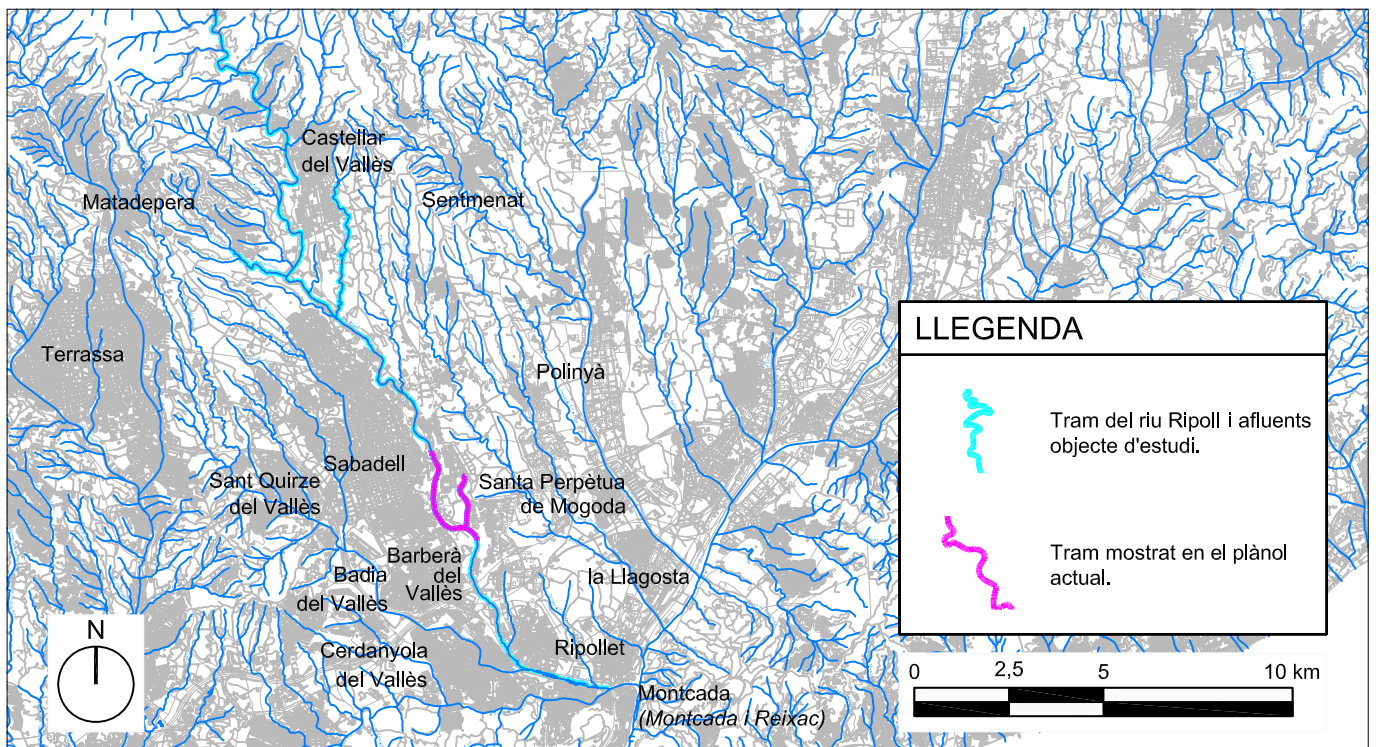 Castellar
del Vallès
Matadepera
Sentmenat
Terrassa
Polinyà
Sabadell
Sant Quirze
del Vallès
Santa Perpètua
de Mogoda
Barberà
del
Vallès
Badia
del Vallès
la Llagosta
Cerdanyola
del Vallès
Ripollet
Montcada
(Montcada i Reixac)
N
LLEGENDA
Tram del riu Ripoll i afluents
objecte d'estudi.
Tram mostrat en el plànol
actual.
0 2,5 5 10 km